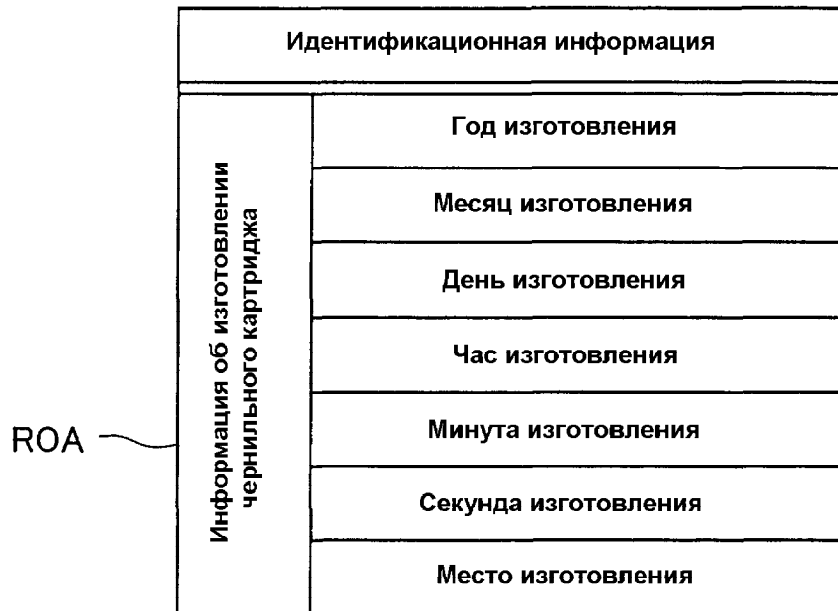 Идентификационная информация
Информация об изготовлении
чернильного картриджа
Год изготовления
Месяц изготовления
День изготовления
Час изготовления
Минута изготовления
Секунда изготовления
Место изготовления
ROA